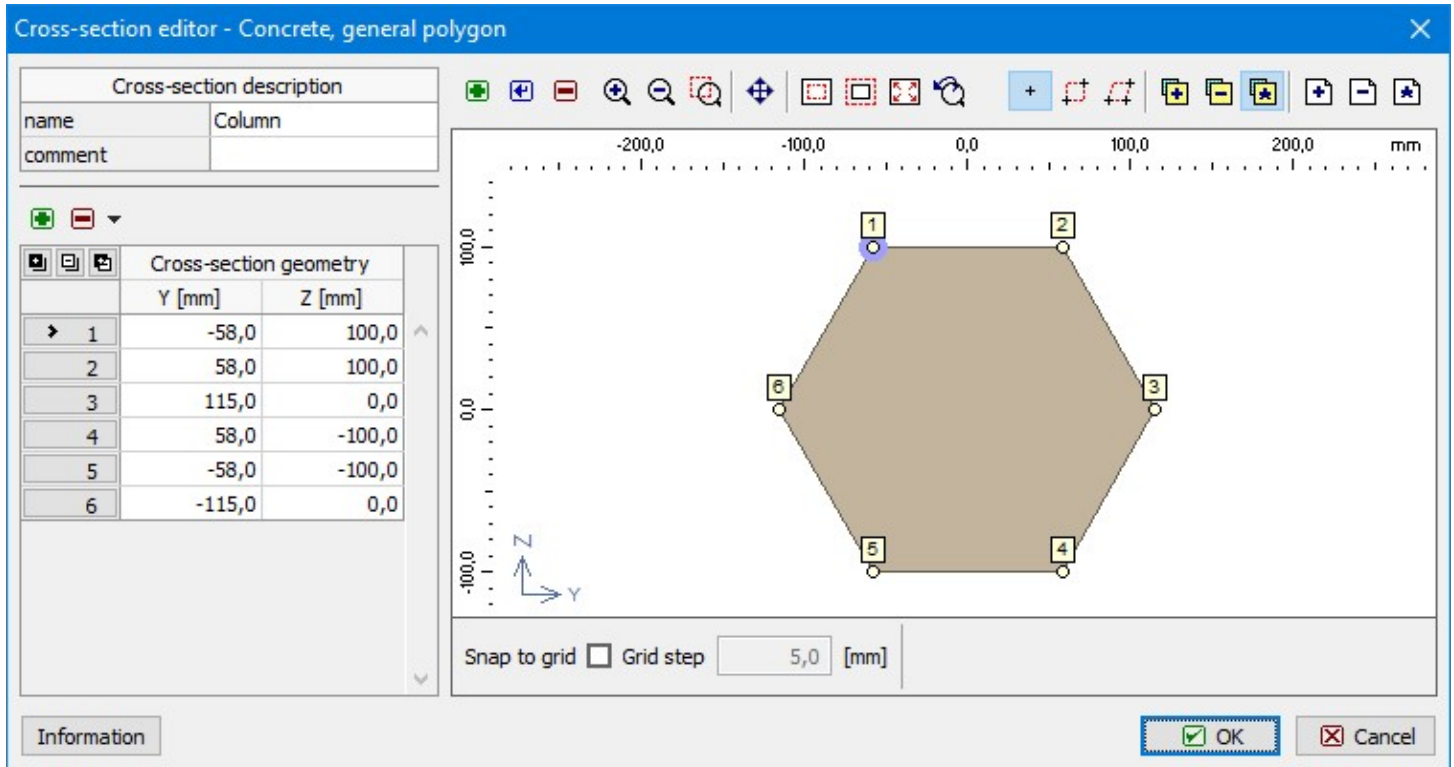 Cross-section editor - Concrete, general polygon
Cross-section description
name Column
comment
Cross-section geometry
Y [mm] Z [mm]
1 -58,0 100,0
2 58,0 100,0
3 115,0 0,0
4 58,0 -100,0
5 -58,0 -100,0
6 -115,0 0,0
-200,0 -100,0 0,0 100,0 200,0 mm
100,0
0,0
-100,0
1 2
6 3
5 4
N
Y
Snap to grid Grid step 5,0 [mm]
Information OK Cancel